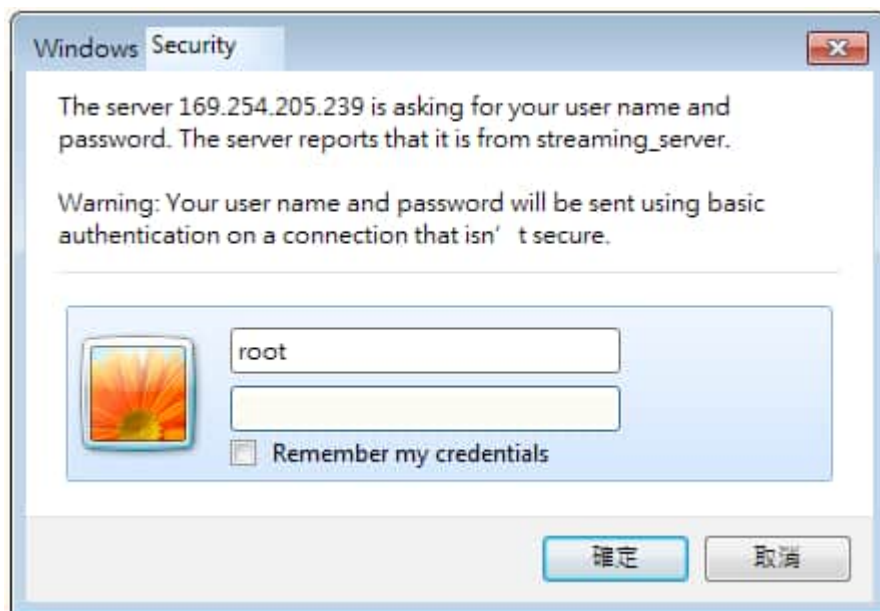 Windows Security
The server 169.254.205.239 is asking for your user name and
password. The server reports that it is from streaming_server.
Warning: Your user name and password will be sent using basic
authentication on a connection that isn’ t secure.
root
Remember my credentials
確定
取消